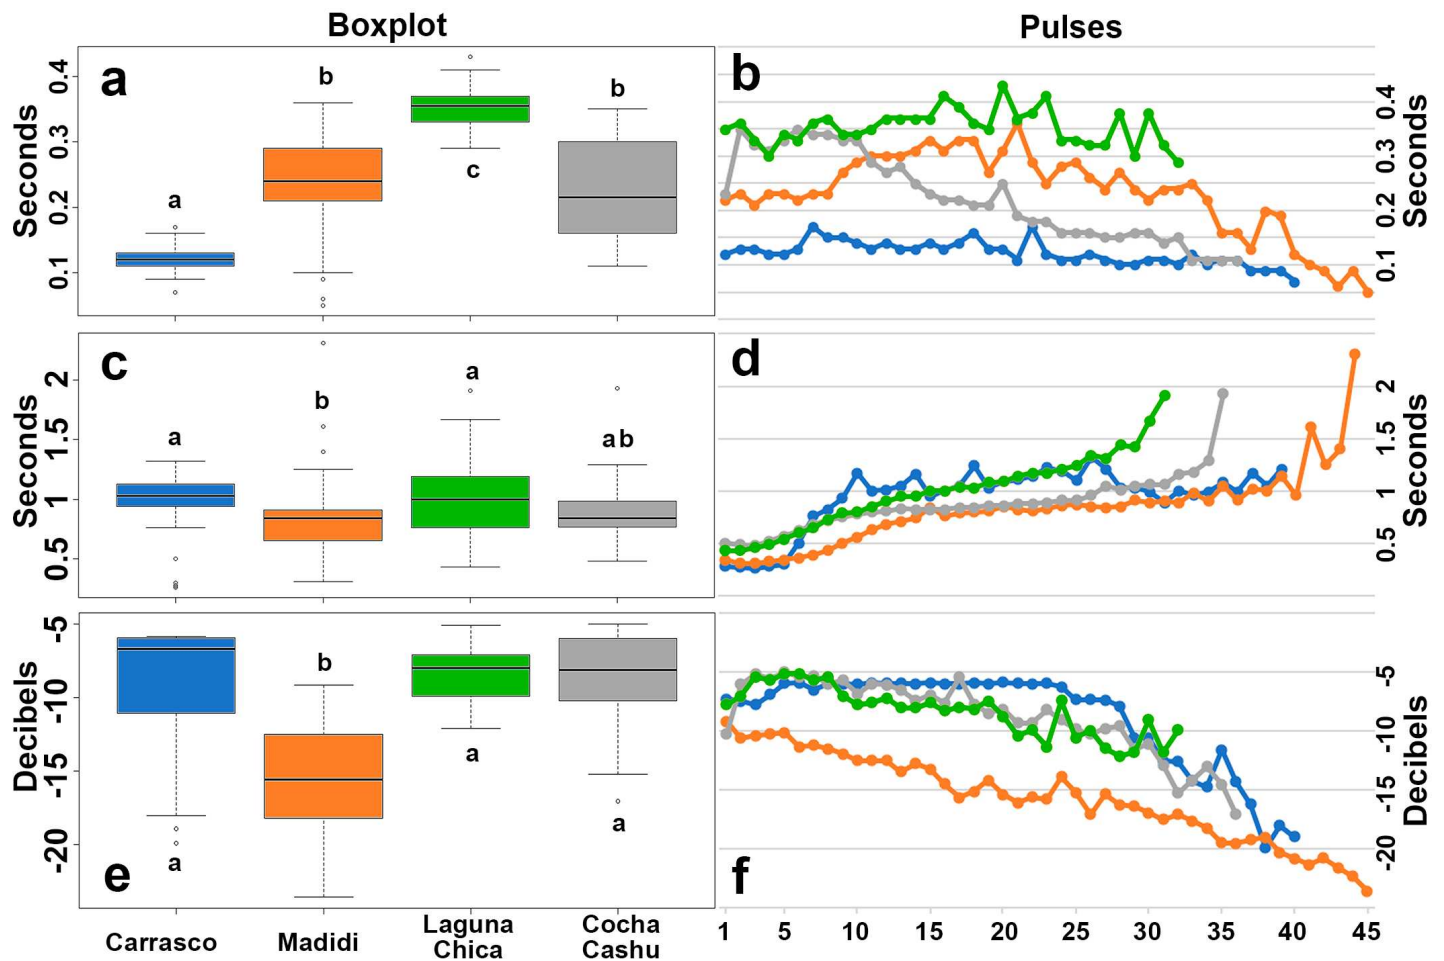 Boxplot
Pulses
a
b
Seconds
0.4
0.3
0.2
0.1
a
b
c
b
0.4
0.3
0.2
0.1
Seconds
c
d
Seconds
2
1.5
1
0.5
a
b
a
ab
2
1.5
1
0.5
Seconds
e
f
Decibels
-5
-10
-15
-20
a
b
a
a
-5
-10
-15
-20
Decibels
Carrasco
Madidi
Laguna
Chica
Cocha
Cashu
1 5 10 15 20 25 30 35 40 45